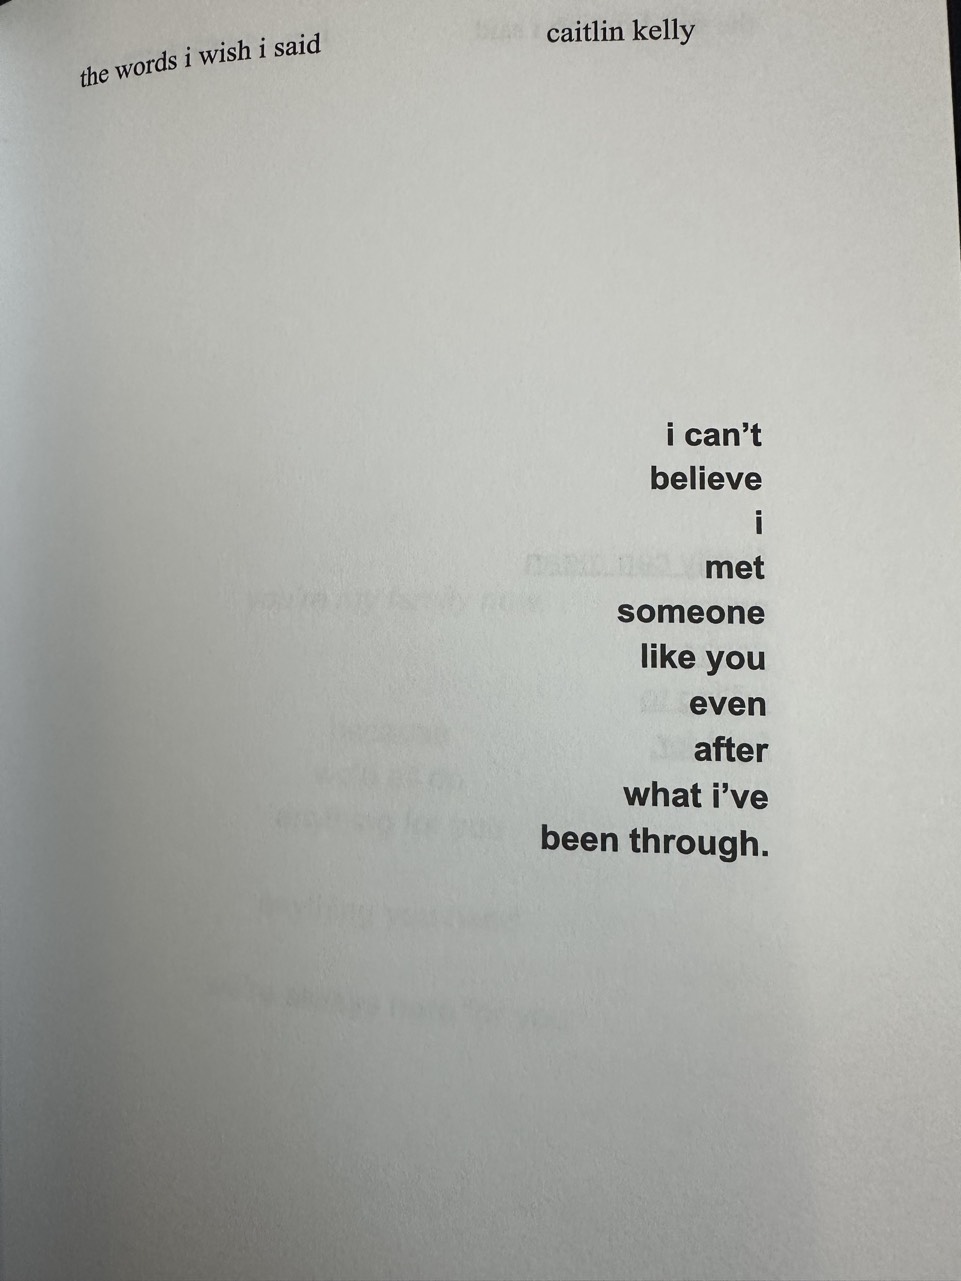 the words i wish i said
caitlin kelly
i can’t
believe
i
met
someone
like you
even
after
what i’ve
been through.